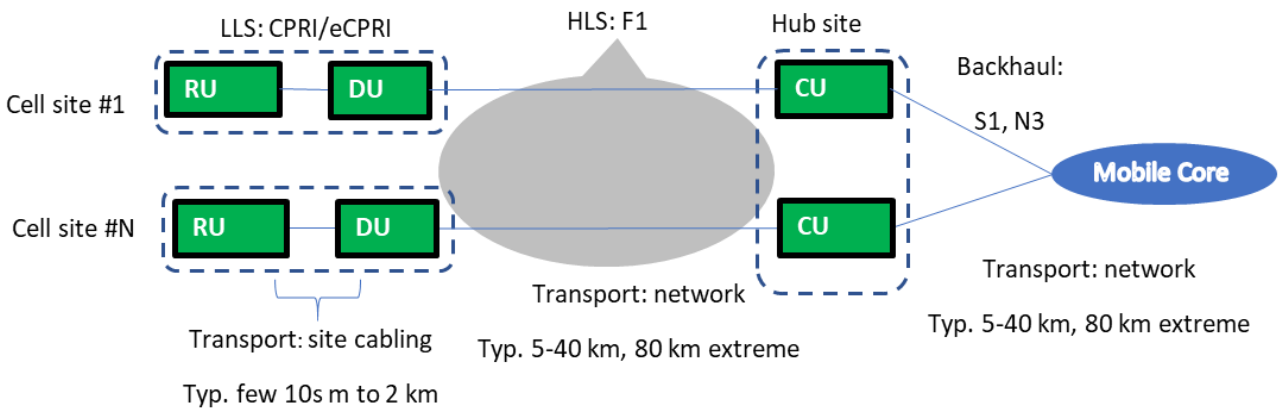 LLS: CPRI/eCPRI
HLS: F1
Hub site
Backhaul:
S1, N3
Cell site #1
RU
DU
CU
Mobile Core
Cell site #N
RU
DU
CU
Transport: site cabling
Typ. few 10s m to 2 km
Transport: network
Typ. 5-40 km, 80 km extreme
Transport: network
Typ. 5-40 km, 80 km extreme